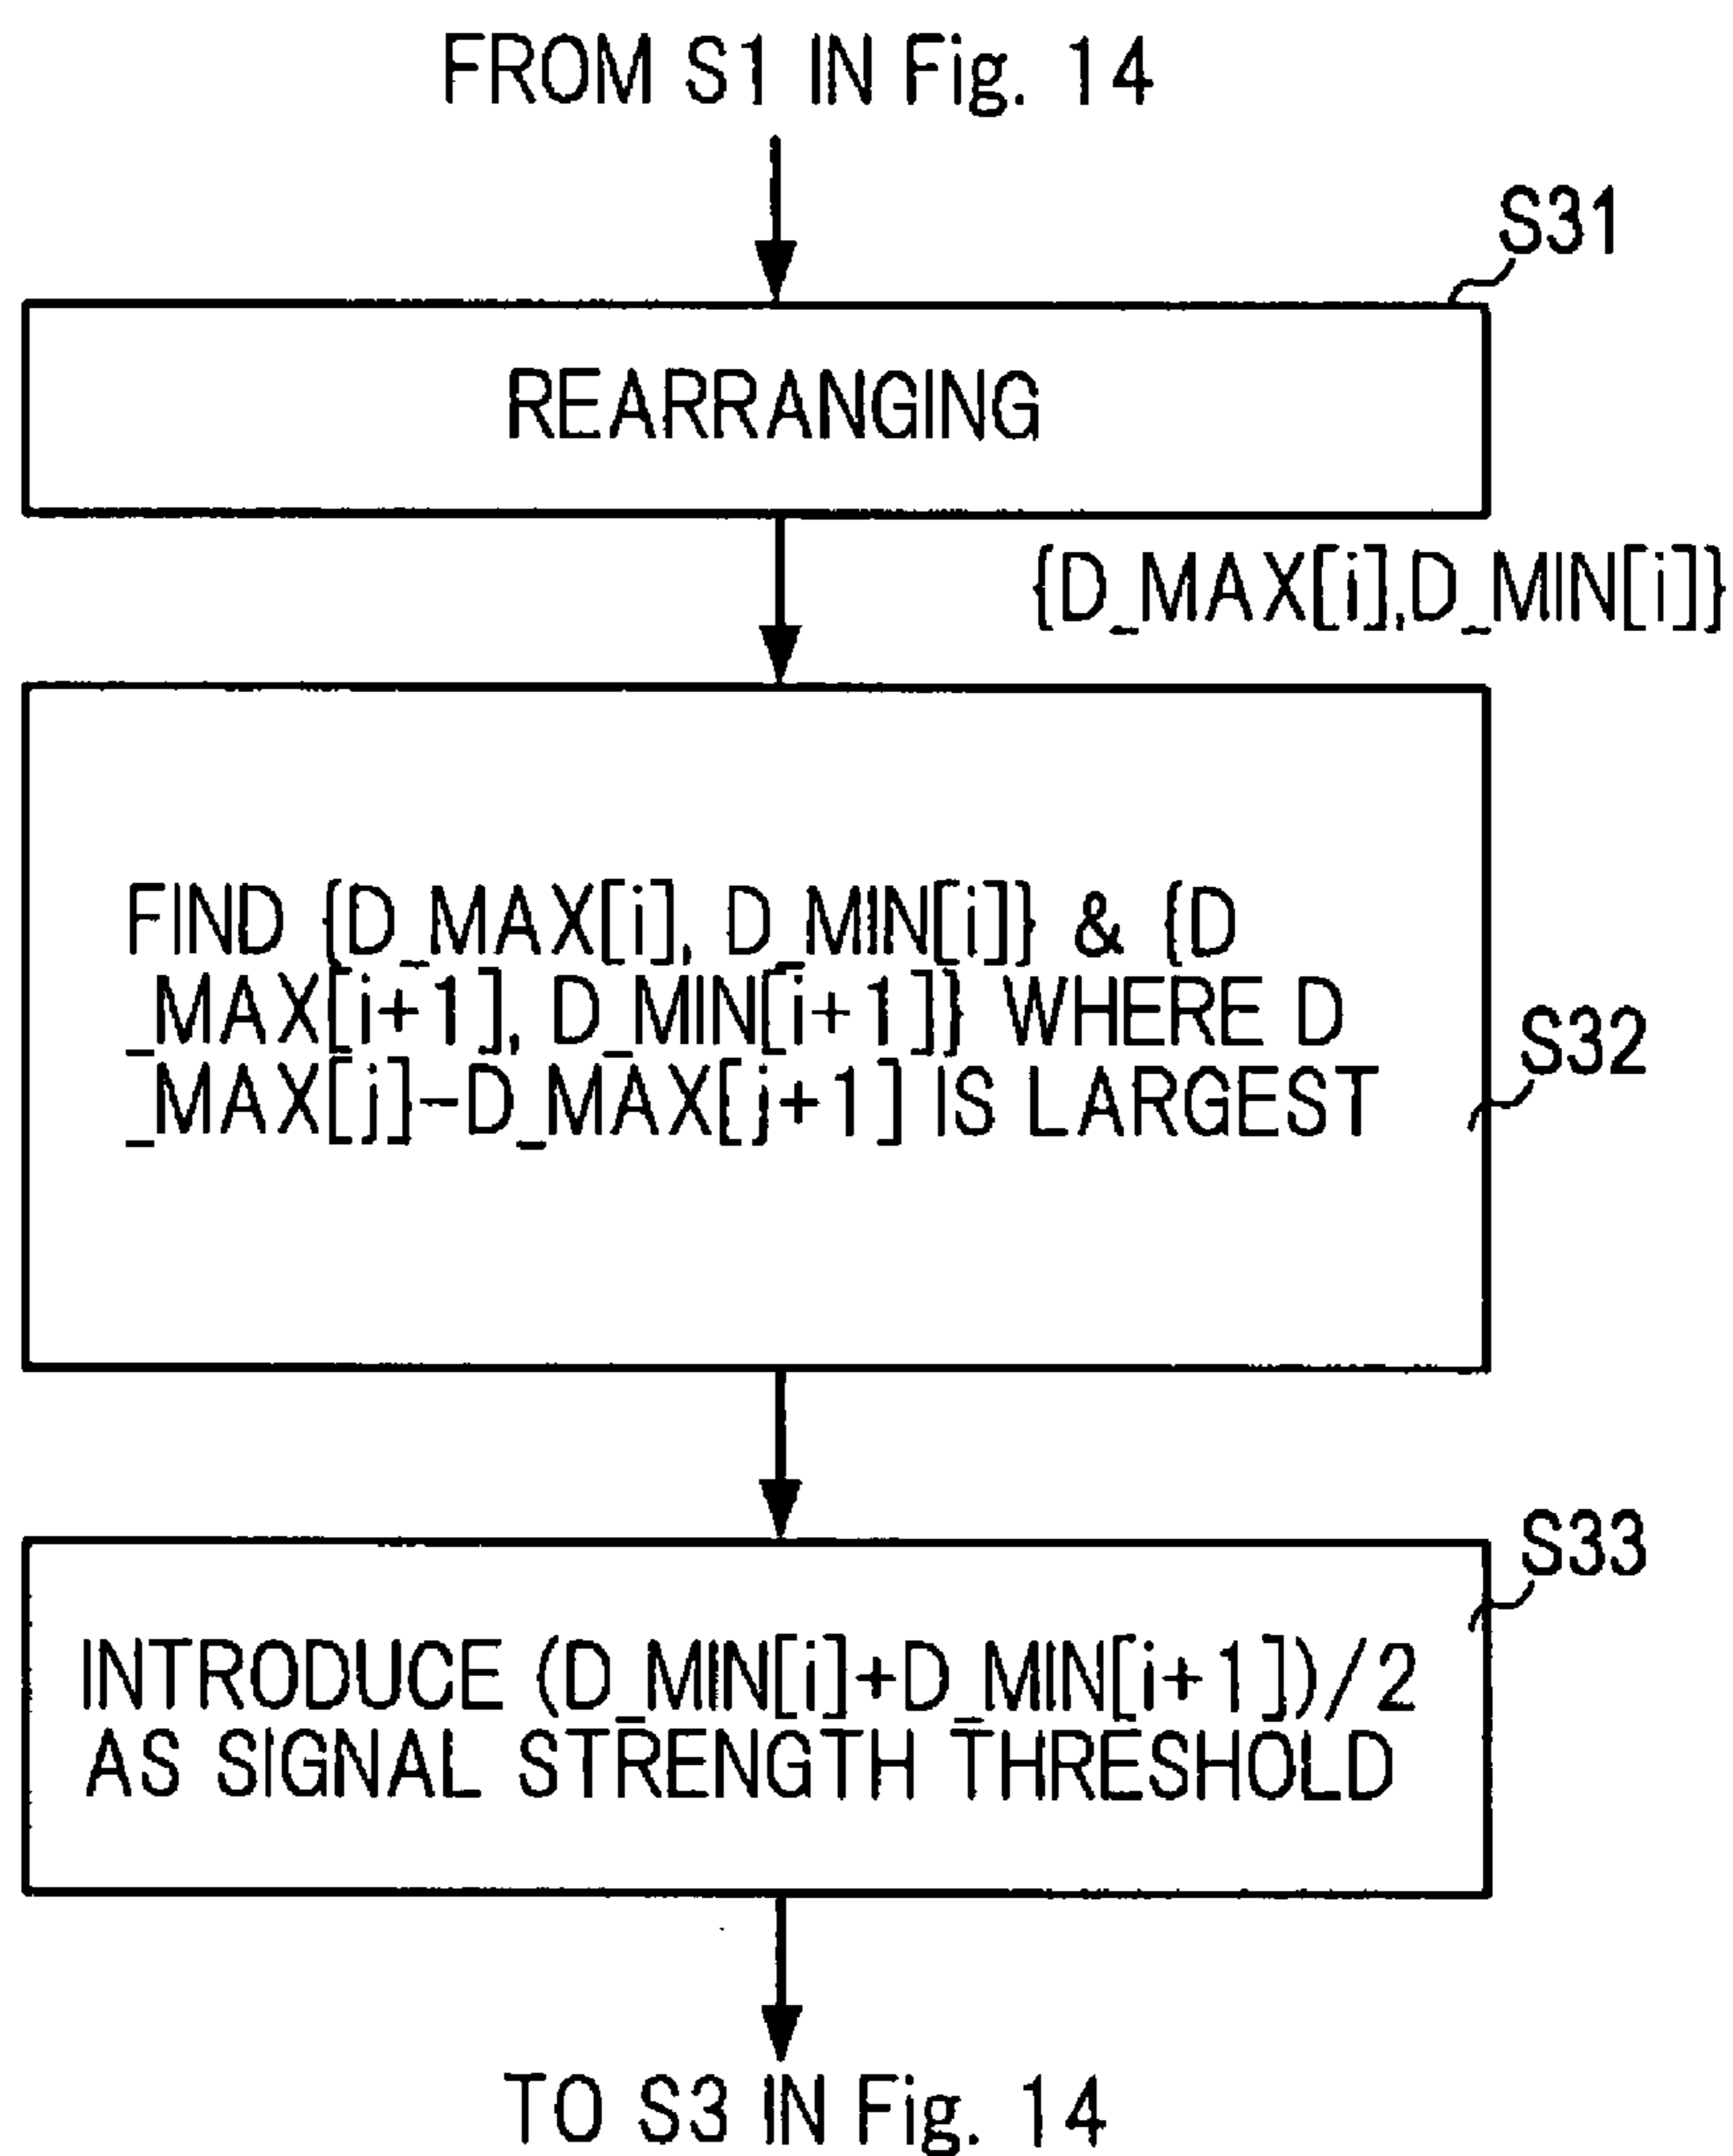 FROM S1 IN Fig. 14
S31
REARRANGING
{D_MAX[i],D_MIN[i]}
FIND {D_MAX[i], D_MIN[i]} & {D
_MAX[i+1], D_MIN[i+1]} WHERE D
_MAX[j]-D_MAX[j+1] IS LARGEST
S32
S33
INTRODUCE (D_MIN[i]+D_MIN[i+1])/2
AS SIGNAL STRENGTH THRESHOLD
TO S3 IN Fig. 14